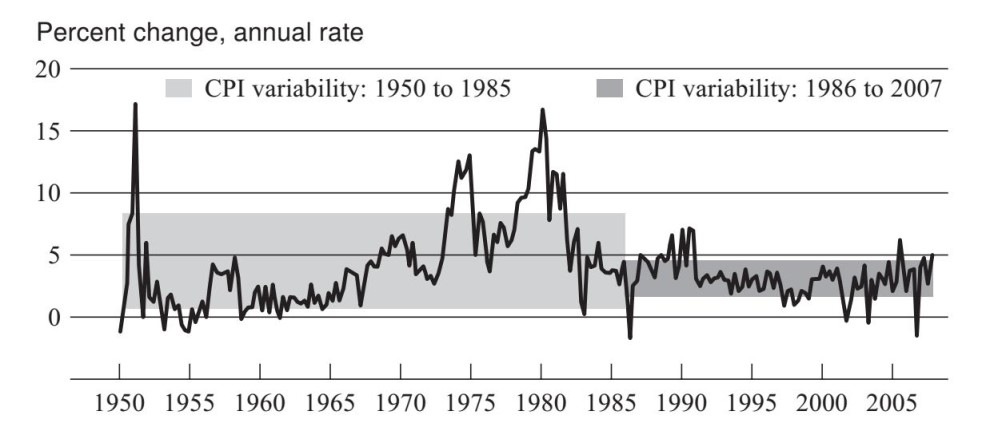 Percent change, annual rate
20
CPI variability: 1950 to 1985 CPI variability: 1986 to 2007
15
10
5
0
1950 1955 1960 1965 1970 1975 1980 1985 1990 1995 2000 2005